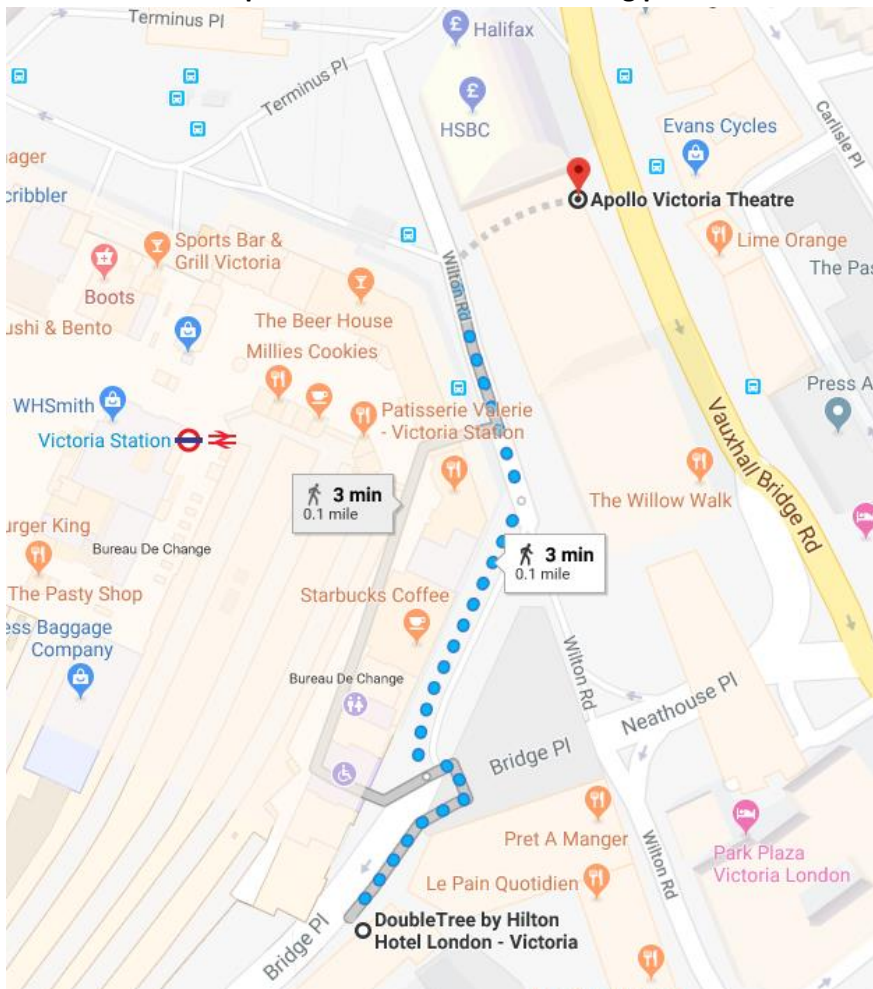 Terminus Pl
Halifax
Terminus Pl
HSBC
Evans Cycles
Carlisle Pl
ager
cribbler
Apollo Victoria Theatre
Sports Bar &
Grill Victoria
Wilton Rd
Lime Orange
The Pas
Boots
ushi & Bento
The Beer House
Millies Cookies
WHSmith
Patisserie Valerie
- Victoria Station
Press A
Victoria Station
Vauxhall Bridge Rd
3 min
0.1 mile
The Willow Walk
urger King
Bureau De Change
3 min
0.1 mile
The Pasty Shop
Starbucks Coffee
ess Baggage
Company
Bureau De Change
Wilton Rd
Neathouse Pl
Bridge Pl
Pret A Manger
Wilton Rd
Park Plaza
Victoria London
Le Pain Quotidien
DoubleTree by Hilton
Hotel London - Victoria
Bridge Pl